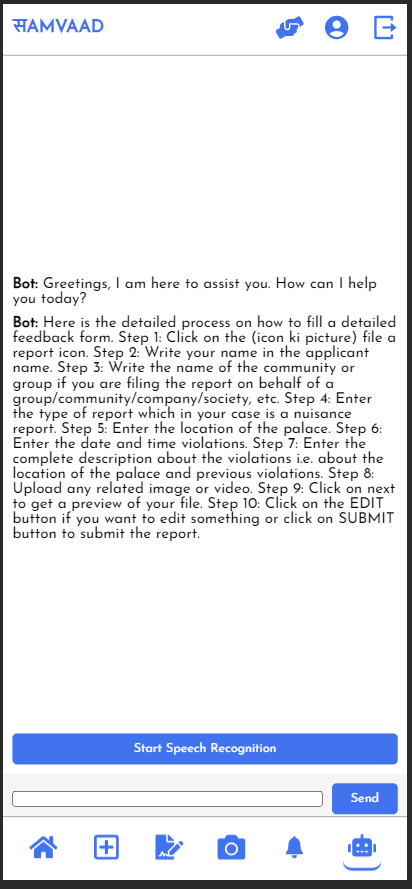 सAMVAAD
Bot: Greetings, I am here to assist you. How can I help
you today?
Bot: Here is the detailed process on how to fill a detailed
feedback form. Step 1: Click on the (icon ki picture) file a
report icon. Step 2: Write your name in the applicant
name. Step 3: Write the name of the community or
group if you are filing the report on behalf of a
group/community/company/society, etc. Step 4: Enter
the type of report which in your case is a nuisance
report. Step 5: Enter the location of the palace. Step 6:
Enter the date and time violations. Step 7: Enter the
complete description about the violations i.e. about the
location of the palace and previous violations. Step 8:
Upload any related image or video. Step 9: Click on next
to get a preview of your file. Step 10: Click on the EDIT
button if you want to edit something or click on SUBMIT
button to submit the report.
Start Speech Recognition
Send